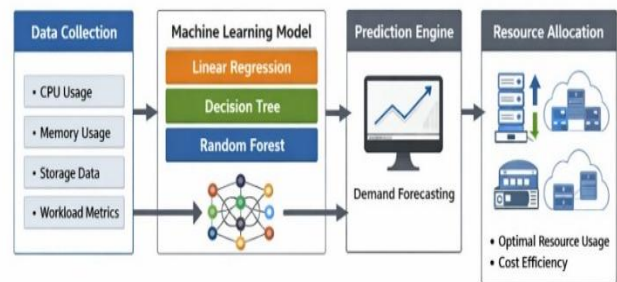 Data Collection
• CPU Usage
• Memory Usage
• Storage Data
• Workload Metrics
Machine Learning Model
Linear Regression
Decision Tree
Random Forest
Prediction Engine
Demand Forecasting
Resource Allocation
• Optimal Resource Usage
• Cost Efficiency